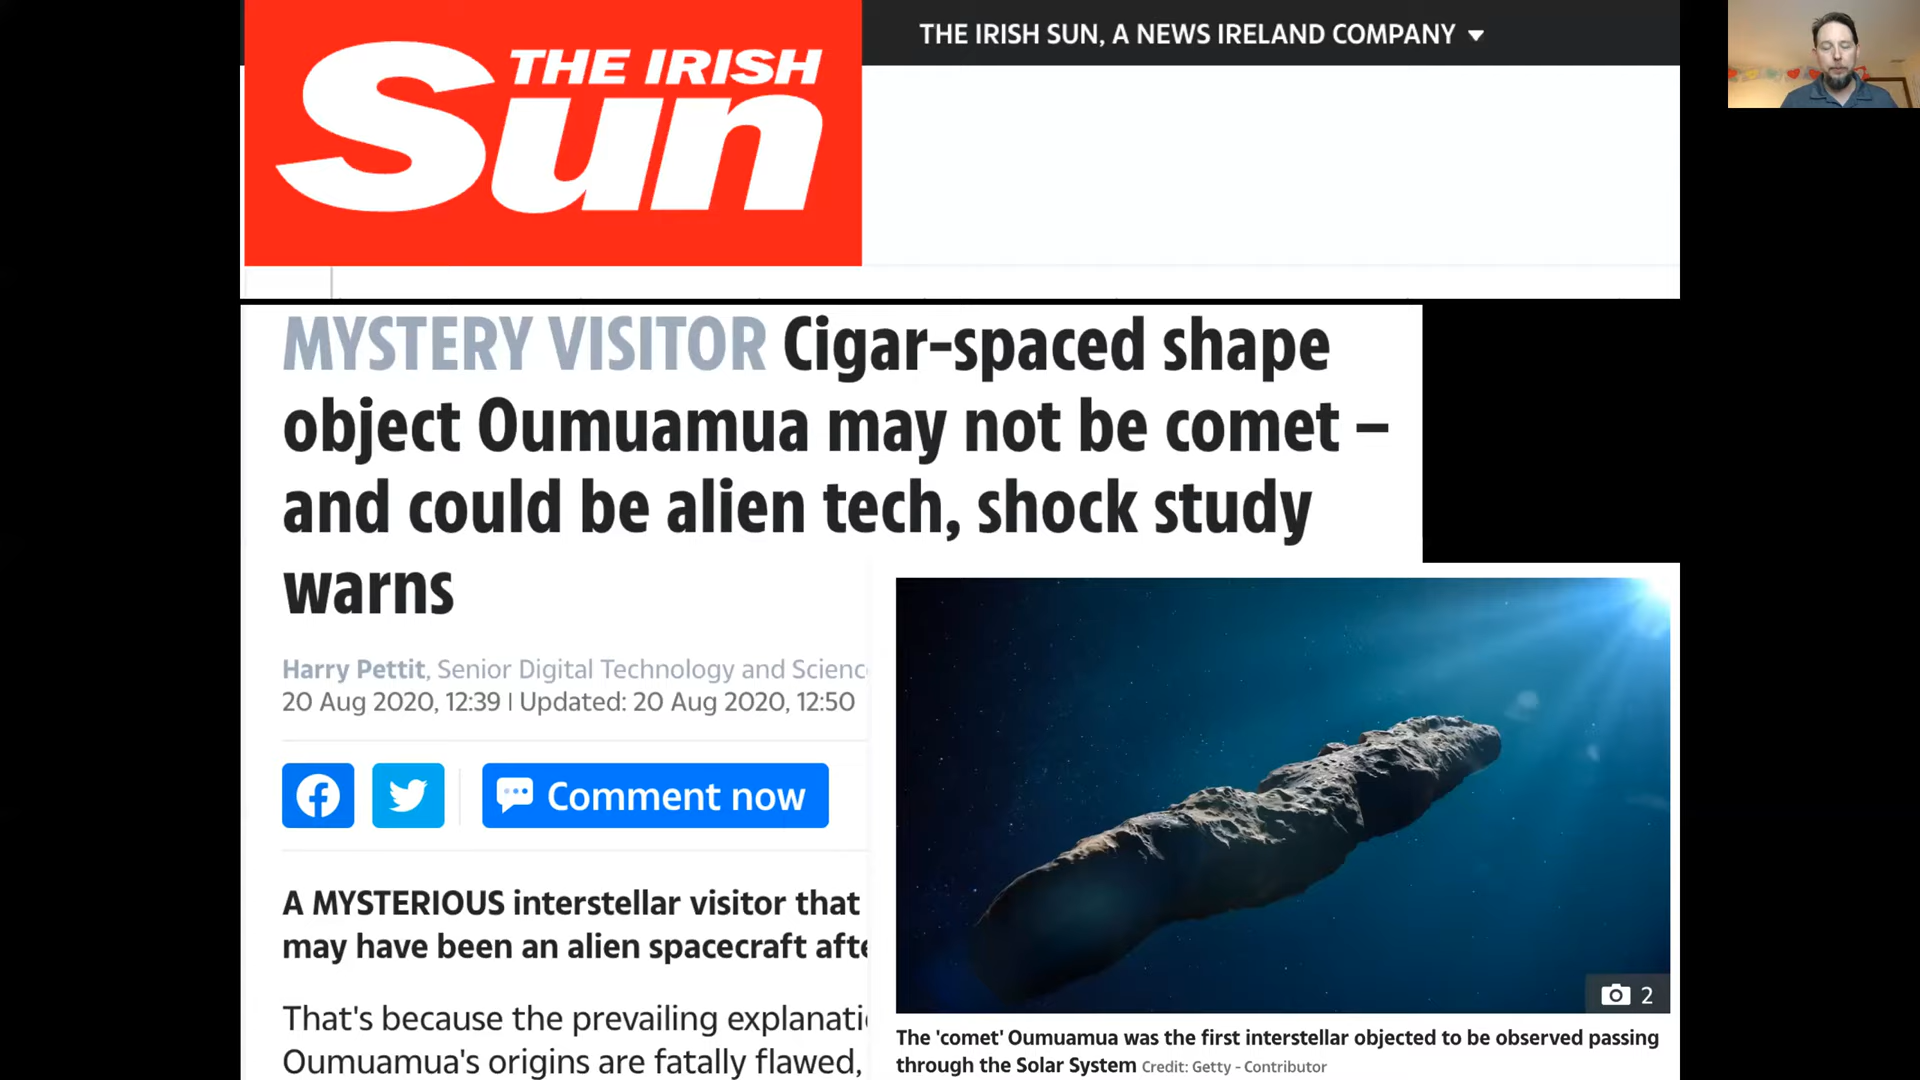 THE IRISH SUN, A NEWS IRELAND COMPANY
THE IRISH
Sun
MYSTERY VISITOR Cigar-spaced shape
object Oumuamua may not be comet –
and could be alien tech, shock study
warns
Harry Pettit, Senior Digital Technology and
20 Aug 2020, 12:39 | Updated: 20 Aug 2020, 12:50
Comment now
A MYSTERIOUS interstellar visitor that
may have been an alien spacecraft
That's because the prevailing
Oumuamua's origins are fatally flawed,
2
The 'comet' Oumuamua was the first interstellar objected to be observed passing
through the Solar System Credit: Getty - Contributor